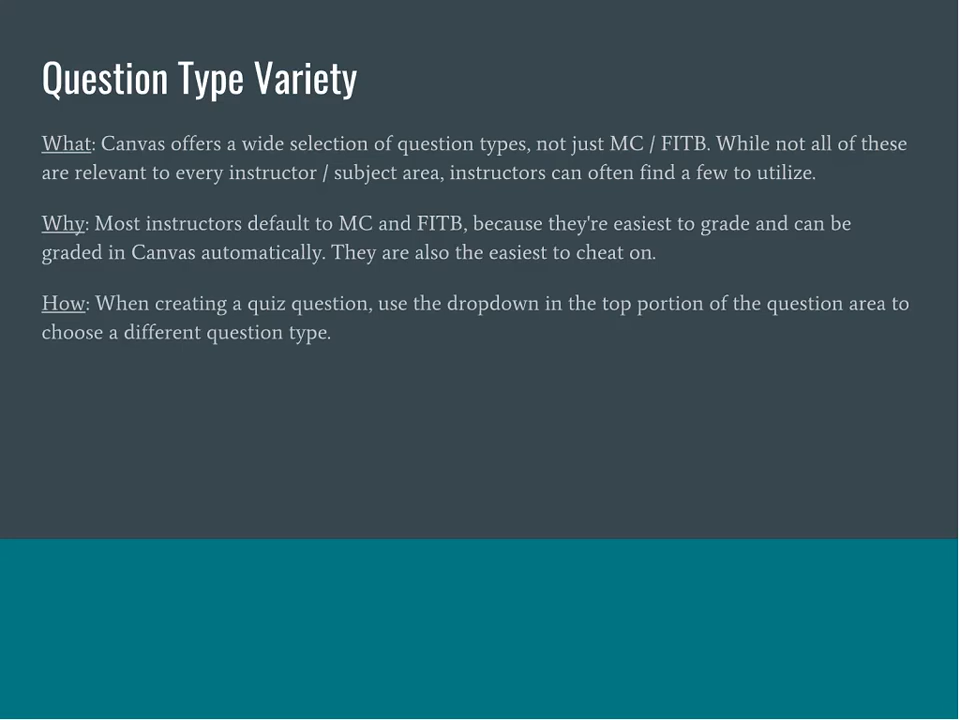 Question Type Variety
What: Canvas offers a wide selection of question types, not just MC / FITB. While not all of these
are relevant to every instructor / subject area, instructors can often find a few to utilize.
Why: Most instructors default to MC and FITB, because they're easiest to grade and can be
graded in Canvas automatically. They are also the easiest to cheat on.
How: When creating a quiz question, use the dropdown in the top portion of the question area to
choose a different question type.